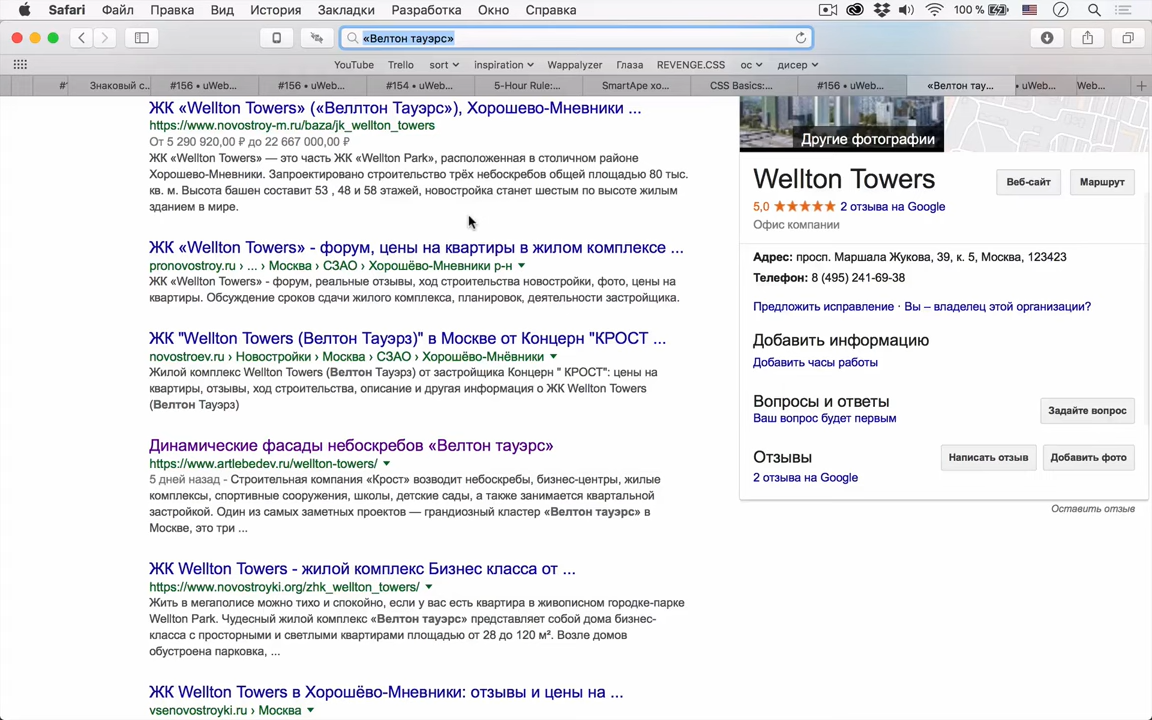 Safari Файл Правка Вид История Закладки Разработка Окно Справка 100 %
«Велтон тауэрс»
YouTube Trello sort inspiration Wappalyzer Глаза REVENGE.CSS ос дисер
#' Знаковый с... #156 • uWeb... #156 • uWeb... #154 • uWeb... 5-Hour Rule:... SmartApe хо... CSS Basics:... #156 • uWeb... «Велтон тау... • uWeb... Web...
ЖК «Wellton Towers» («Веллтон Тауэрс»), Хорошево-Мневники ...
https://www.novostroy-m.ru/baza/jk_wellton_towers
От 5 290 920,00 ₽ до 22 667 000,00 ₽
ЖК «Wellton Towers» — это часть ЖК «Wellton Park», расположенная в столичном районе
Хорошево-Мневники. Запроектировано строительство трёх небоскребов общей площадью 80 тыс.
кв. м. Высота башен составит 53 , 48 и 58 этажей, новостройка станет шестым по высоте жилым
зданием в мире.
ЖК «Wellton Towers» - форум, цены на квартиры в жилом комплексе ...
pronovostroy.ru › ... › Москва › СЗАО › Хорошёво-Мневники р-н
ЖК «Wellton Towers» - форум, реальные отзывы, ход строительства новостройки, фото, цены на
квартиры. Обсуждение сроков сдачи жилого комплекса, планировок, деятельности застройщика.
ЖК "Wellton Towers (Велтон Тауэрз)" в Москве от Концерн "КРОСТ ...
novostroev.ru › Новостройки › Москва › СЗАО › Хорошёво-Мнёвники
Жилой комплекс Wellton Towers (Велтон Тауэрз) от застройщика Концерн " КРОСТ": цены на
квартиры, отзывы, ход строительства, описание и другая информация о ЖК Wellton Towers
(Велтон Тауэрз)
Динамические фасады небоскребов «Велтон тауэрс»
https://www.artlebedev.ru/wellton-towers/
5 дней назад - Строительная компания «Крост» возводит небоскребы, бизнес-центры, жилые
комплексы, спортивные сооружения, школы, детские сады, а также занимается квартальной
застройкой. Один из самых заметных проектов — грандиозный кластер «Велтон тауэрс» в
Москве, это три ...
ЖК Wellton Towers - жилой комплекс Бизнес класса от ...
https://www.novostroyki.org/zhk_wellton_towers/
Жить в мегаполисе можно тихо и спокойно, если у вас есть квартира в живописном городке-парке
Wellton Park. Чудесный жилой комплекс «Велтон тауэрс» представляет собой дома бизнес-
класса с просторными и светлыми квартирами площадью от 28 до 120 м². Возле домов
обустроена парковка, ...
ЖК Wellton Towers в Хорошёво-Мневники: отзывы и цены на ...
vsenovostroyki.ru › Москва
Другие фотографии
Wellton Towers
Веб-сайт Маршрут
5,0 2 отзыва на Google
Офис компании
Адрес: просп. Маршала Жукова, 39, к. 5, Москва, 123423
Телефон: 8 (495) 241-69-38
Предложить исправление · Вы – владелец этой организации?
Добавить информацию
Добавить часы работы
Вопросы и ответы
Ваш вопрос будет первым
Задайте вопрос
Отзывы
2 отзыва на Google
Написать отзыв Добавить фото
Оставить отзыв